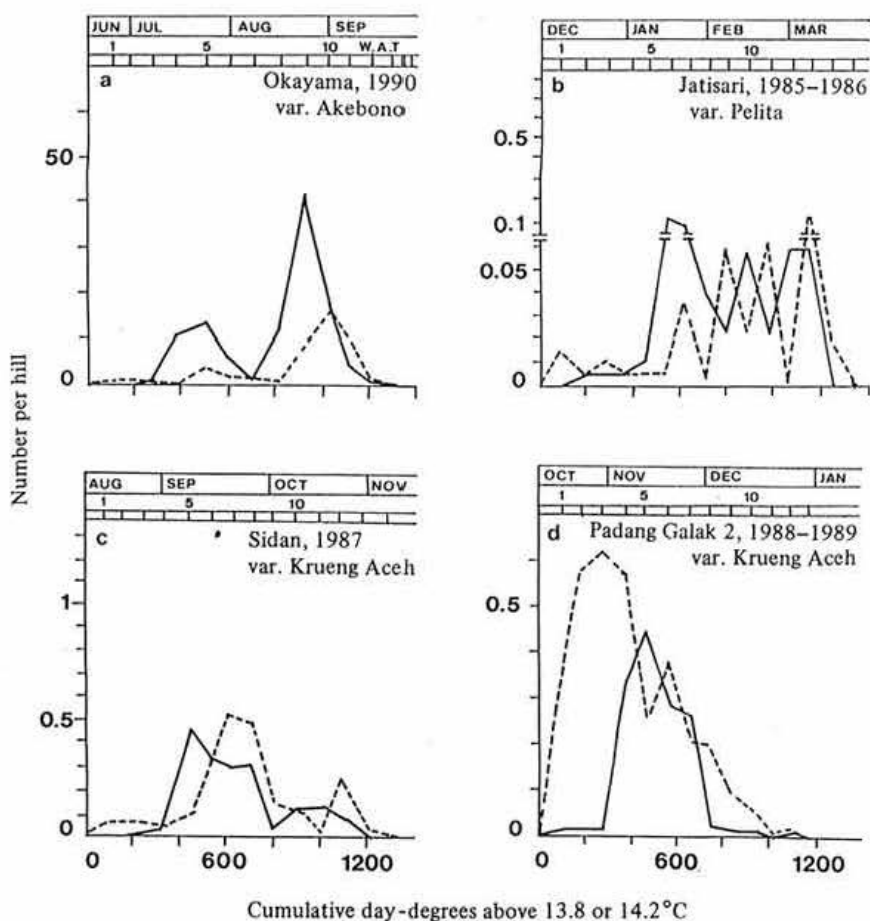 JUN JUL AUG SEP
1 5 10 W.A.T
a Okayama, 1990
var. Akebono
50
0
DEC JAN FEB MAR
1 5 10
b Jatisari, 1985–1986
var. Pelita
0.5
0.1
0.05
0
Number per hill
AUG SEP OCT NOV
1 5 10
c Sidan, 1987
var. Krueng Aceh
1
0.5
0
0 600 1200
OCT NOV DEC JAN
1 5 10
d Padang Galak 2, 1988–1989
var. Krueng Aceh
0.5
0
0 600 1200
Cumulative day-degrees above 13.8 or 14.2°C